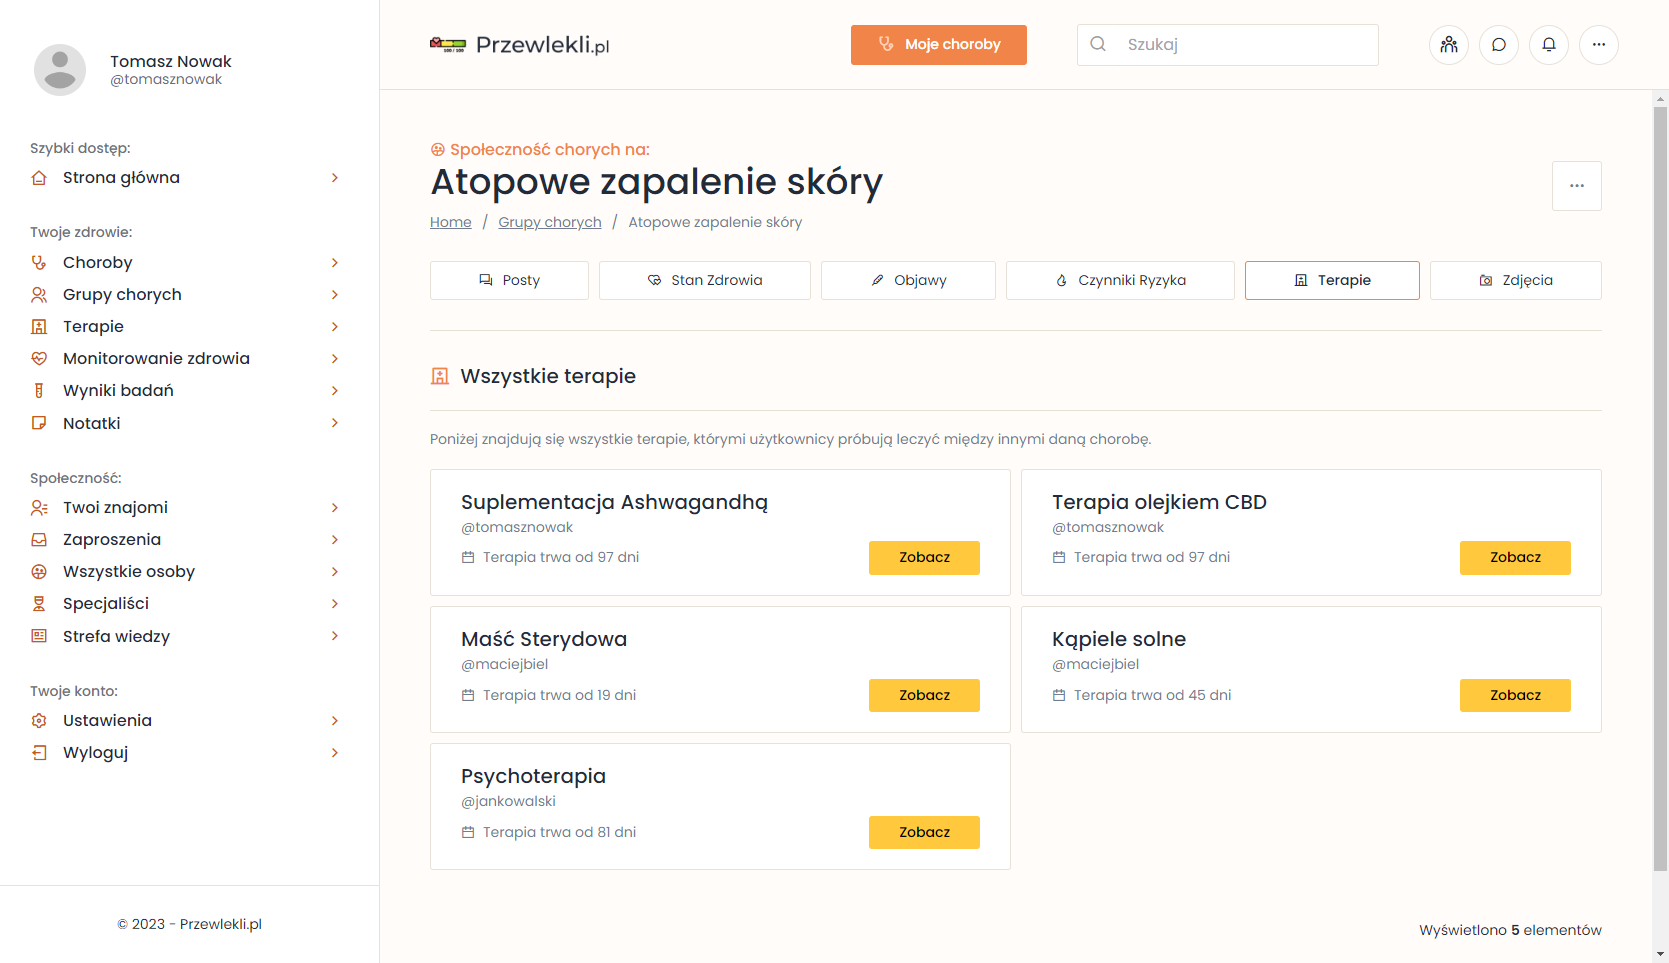 Tomasz Nowak
@tomasznowak
Szybki dostęp:
Strona główna
Twoje zdrowie:
Choroby
Grupy chorych
Terapie
Monitorowanie zdrowia
Wyniki badań
Notatki
Społeczność:
Twoi znajomi
Zaproszenia
Wszystkie osoby
Specjaliści
Strefa wiedzy
Twoje konto:
Ustawienia
Wyloguj
© 2023 - Przewlekli.pl
100 / 100
Przewlekli.pl
Moje choroby
Szukaj
Społeczność chorych na:
Atopowe zapalenie skóry
Home / Grupy chorych / Atopowe zapalenie skóry
Posty
Stan Zdrowia
Objawy
Czynniki Ryzyka
Terapie
Zdjęcia
Wszystkie terapie
Poniżej znajdują się wszystkie terapie, którymi użytkownicy próbują leczyć między innymi daną chorobę.
Suplementacja Ashwagandhą
@tomasznowak
Terapia trwa od 97 dni
Zobacz
Terapia olejkiem CBD
@tomasznowak
Terapia trwa od 97 dni
Zobacz
Maść Sterydowa
@maciejbiel
Terapia trwa od 19 dni
Zobacz
Kąpiele solne
@maciejbiel
Terapia trwa od 45 dni
Zobacz
Psychoterapia
@jankowalski
Terapia trwa od 81 dni
Zobacz
Wyświetlono 5 elementów